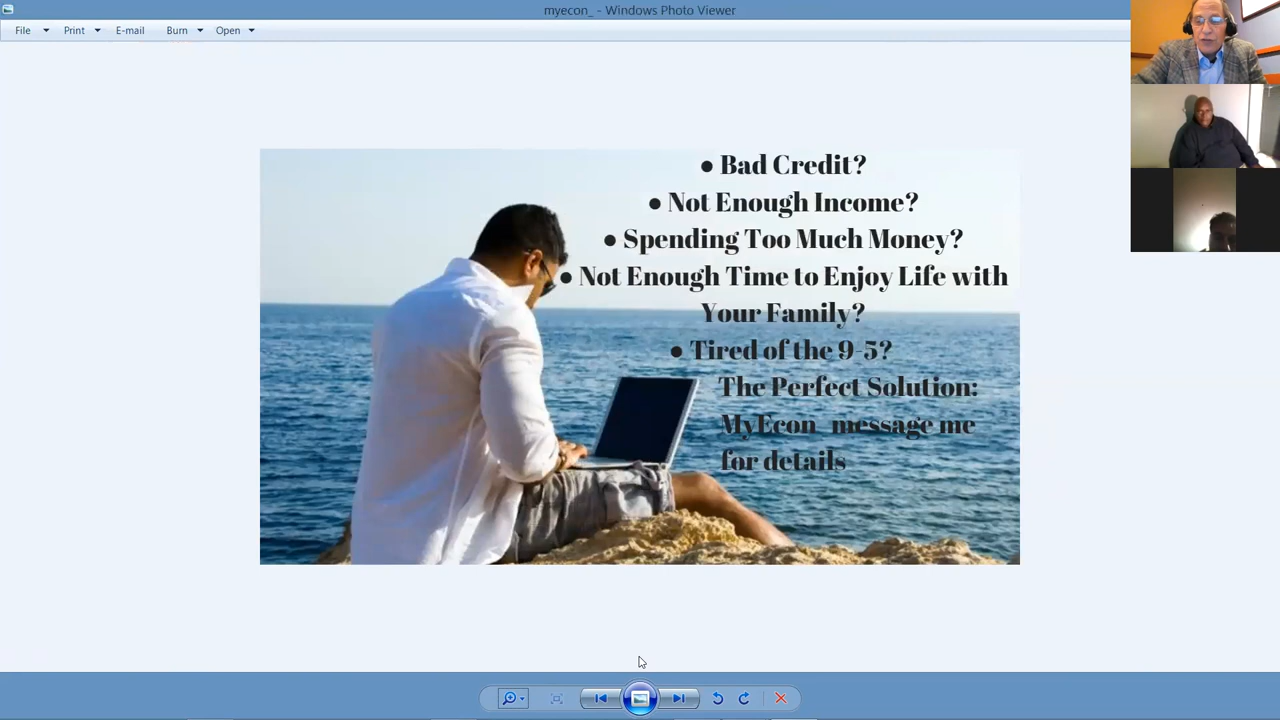 myecon_ - Windows Photo Viewer
File Print E-mail Burn Open
• Bad Credit?
• Not Enough Income?
• Spending Too Much Money?
• Not Enough Time to Enjoy Life with
Your Family?
• Tired of the 9-5?
The Perfect Solution:
MyEcon message me
for details